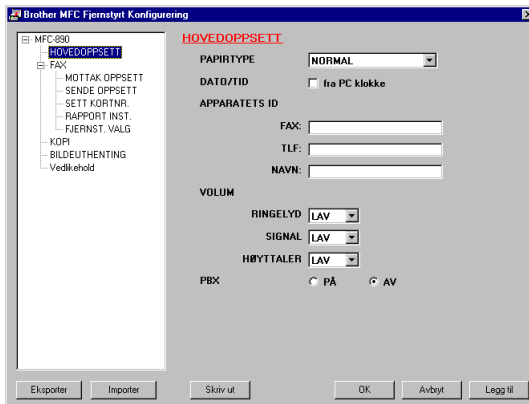 Brother MFC Fjernstyrt Konfigurering
MFC-890
HOVEDOPPSETT
FAX
MOTTAK OPPSETT
SENDE OPPSETT
SETT KORTNR.
RAPPORT INST.
FJERNST. VALG
KOPI
BILDEUTHENTING
Vedlikehold
HOVEDOPPSETT
PAPIRTYPE NORMAL
DATO/TID fra PC klokke
APPARATETS ID
FAX:
TLF:
NAVN:
VOLUM
RINGELYD LAV
SIGNAL LAV
HØYTTALER LAV
PBX PÅ AV
Eksporter Importer Skriv ut OK Avbryt Legg til